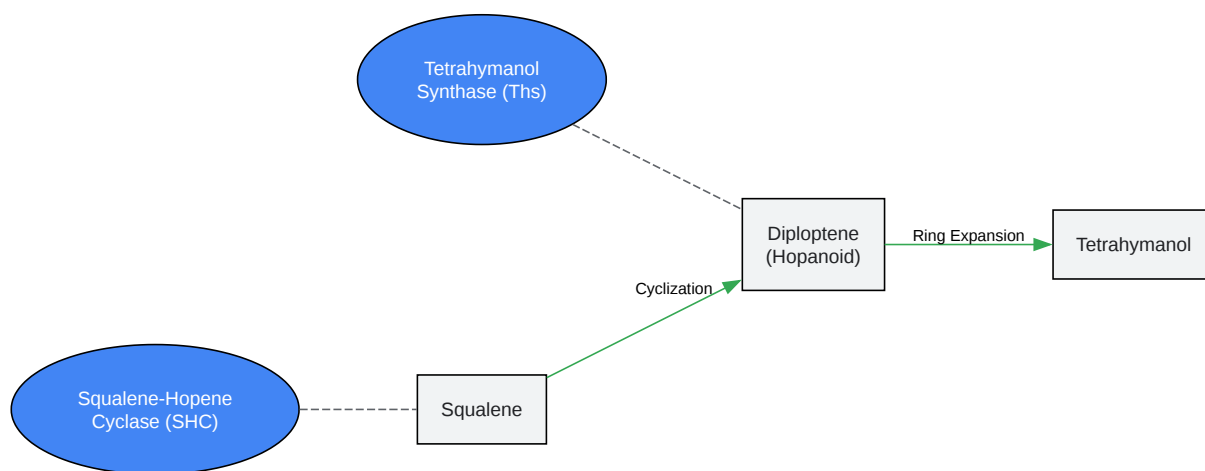 Tetrahymanol
Synthase (Ths)
Diploptene
(Hopanoid)
Ring Expansion
Tetrahymanol
Cyclization
Squalene-Hopene
Cyclase (SHC)
Squalene